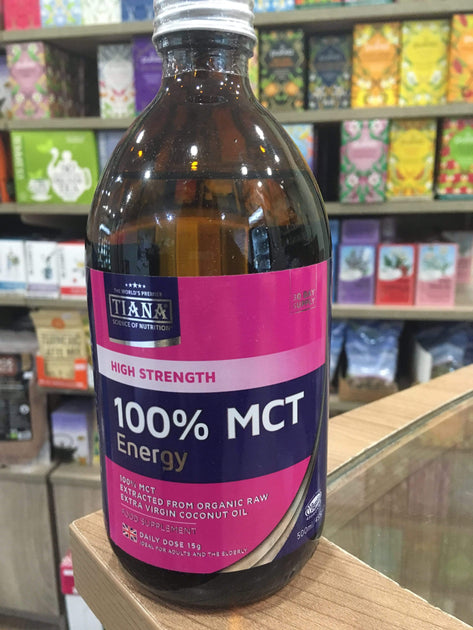 THE WORLD'S PREMIER
TIANA
SCIENCE OF NUTRITION
HIGH STRENGTH
100% MCT
Energy
100% MCT
EXTRACTED FROM ORGANIC RAW
EXTRA VIRGIN COCONUT OIL
FOOD SUPPLEMENT
DAILY DOSE 15g
IDEAL FOR ADULTS AND THE ELDERLY